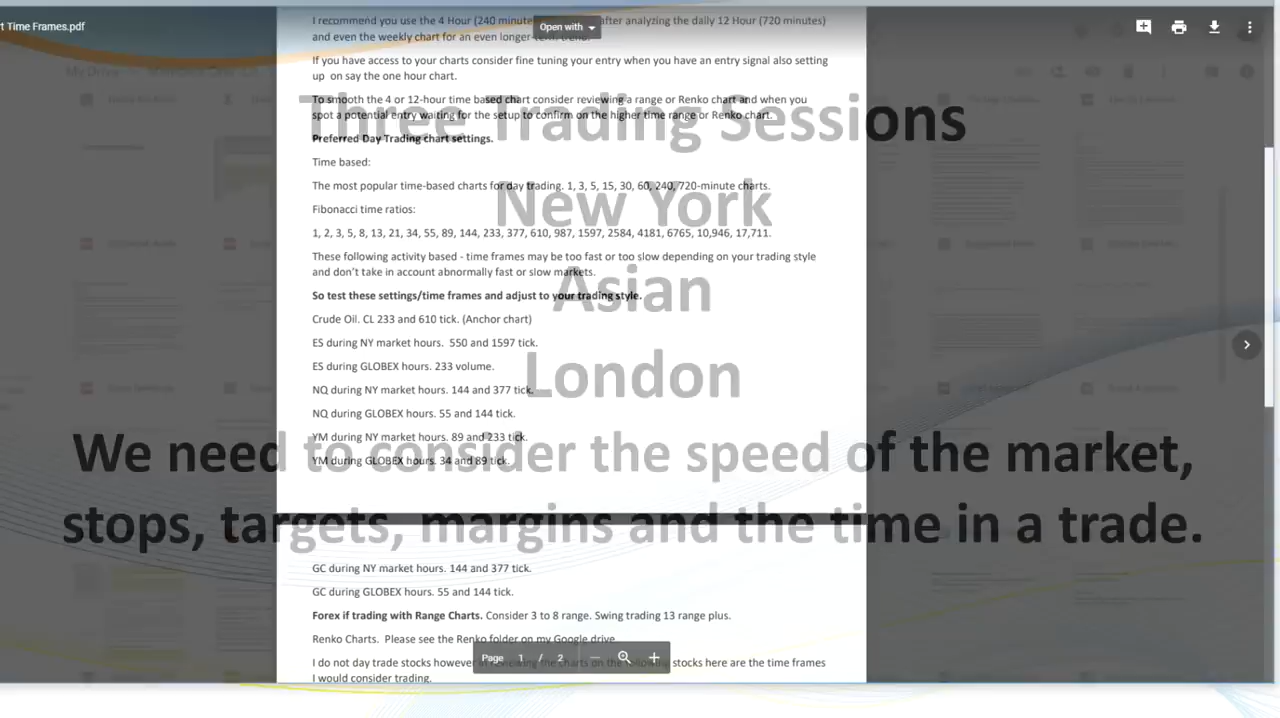 t Time Frames.pdf
Open with
I recommend you use the 4 Hour (240 minute after analyzing the daily 12 Hour (720 minutes)
and even the weekly chart for an even longer-term trend.
If you have access to your charts consider fine tuning your entry when you have an entry signal also setting
up on say the one hour chart.
To smooth the 4 or 12-hour time based chart consider reviewing a range or Renko chart and when you
spot a potential entry waiting for the setup to confirm on the higher time range or Renko chart.
Three Trading Sessions
Preferred Day Trading chart settings.
Time based:
The most popular time-based charts for day trading. 1, 3, 5, 15, 30, 60, 240, 720-minute charts.
New York
Fibonacci time ratios:
1, 2, 3, 5, 8, 13, 21, 34, 55, 89, 144, 233, 377, 610, 987, 1597, 2584, 4181, 6765, 10,946, 17,711.
These following activity based - time frames may be too fast or too slow depending on your trading style
and don't take in account abnormally fast or slow markets.
Asian
So test these settings/time frames and adjust to your trading style.
Crude Oil. CL 233 and 610 tick. (Anchor chart)
ES during NY market hours. 550 and 1597 tick.
ES during GLOBEX hours. 233 volume.
London
NQ during NY market hours. 144 and 377 tick.
NQ during GLOBEX hours. 55 and 144 tick.
YM during NY market hours. 89 and 233 tick.
YM during GLOBEX hours. 34 and 89 tick.
We need to consider the speed of the market,
stops, targets, margins and the time in a trade.
GC during NY market hours. 144 and 377 tick.
GC during GLOBEX hours. 55 and 144 tick.
Forex if trading with Range Charts. Consider 3 to 8 range. Swing trading 13 range plus.
Renko Charts. Please see the Renko folder on my Google drive.
Page 1 / 2
I do not day trade stocks however in reviewing the charts on the following stocks here are the time frames
I would consider trading.